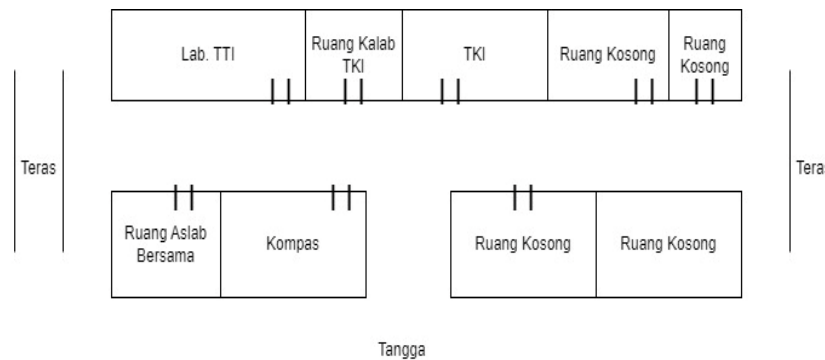 Lab. TTI
Ruang Kalab
TKI
TKI
Ruang Kosong
Ruang
Kosong
Teras
Tera
Ruang Aslab
Bersama
Kompas
Ruang Kosong
Ruang Kosong
Tangga